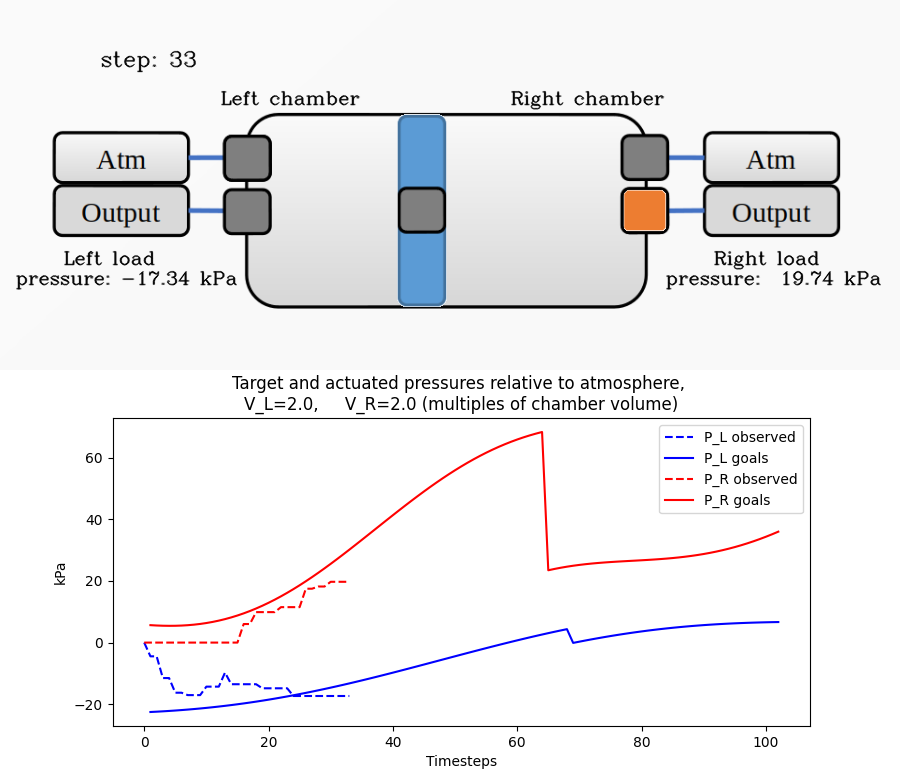 step: 33
Left chamber
Right chamber
Atm
Atm
Output
Output
Left load
pressure: −17.34 kPa
Right load
pressure: 19.74 kPa
Target and actuated pressures relative to atmosphere,
V_L=2.0, V_R=2.0 (multiples of chamber volume)
P_L observed
P_L goals
P_R observed
P_R goals
60
40
20
0
−20
kPa
0 20 40 60 80 100
Timesteps